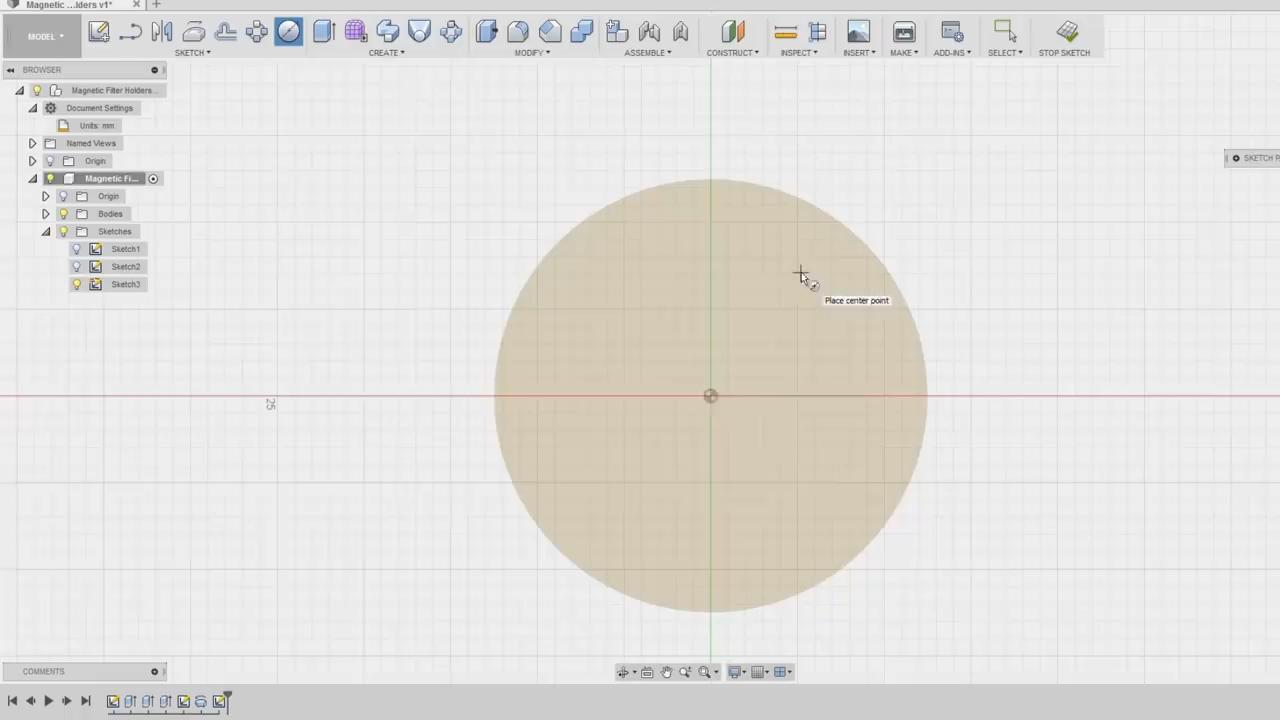 Magnetic ...lders v1*
MODEL
SKETCH
CREATE
MODIFY
ASSEMBLE
CONSTRUCT
INSPECT
INSERT
MAKE
ADD-INS
SELECT
STOP SKETCH
BROWSER
Magnetic Filter Holders...
Document Settings
Units: mm
Named Views
Origin
Magnetic Fi...
Origin
Bodies
Sketches
Sketch1
Sketch2
Sketch3
SKETCH P
Place center point
25
COMMENTS